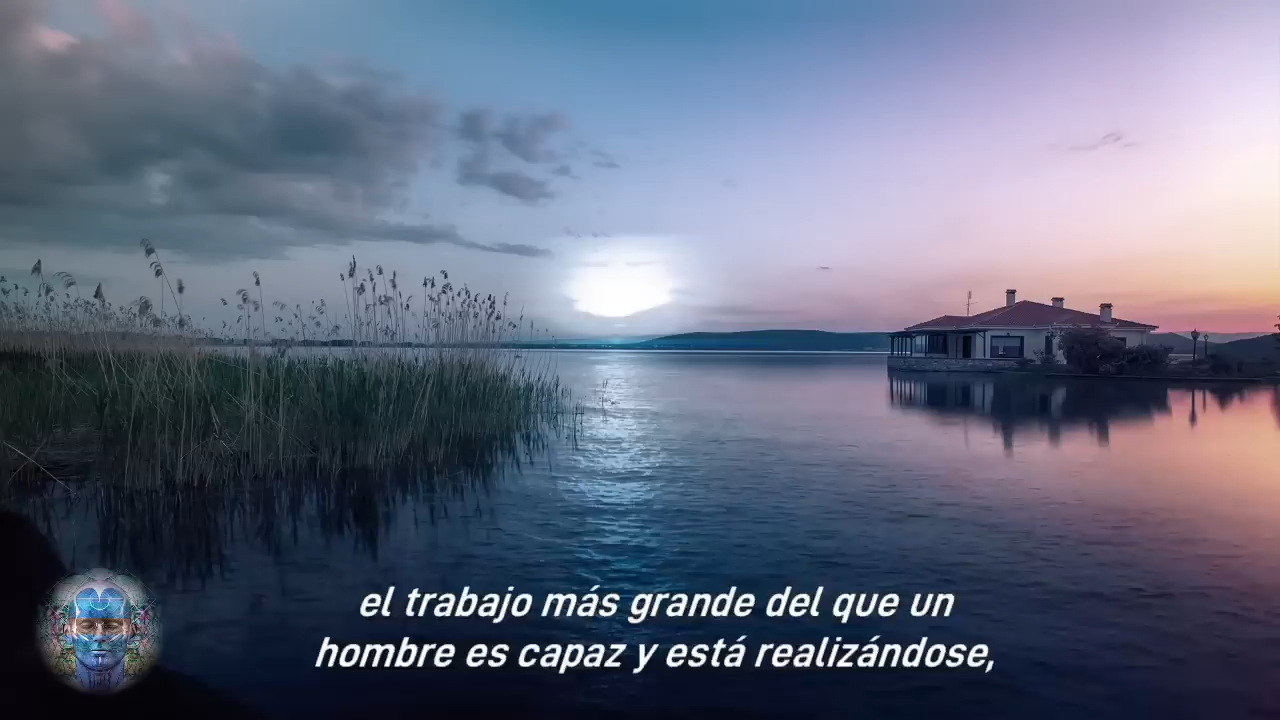 el trabajo más grande del que un
hombre es capaz y está realizándose,